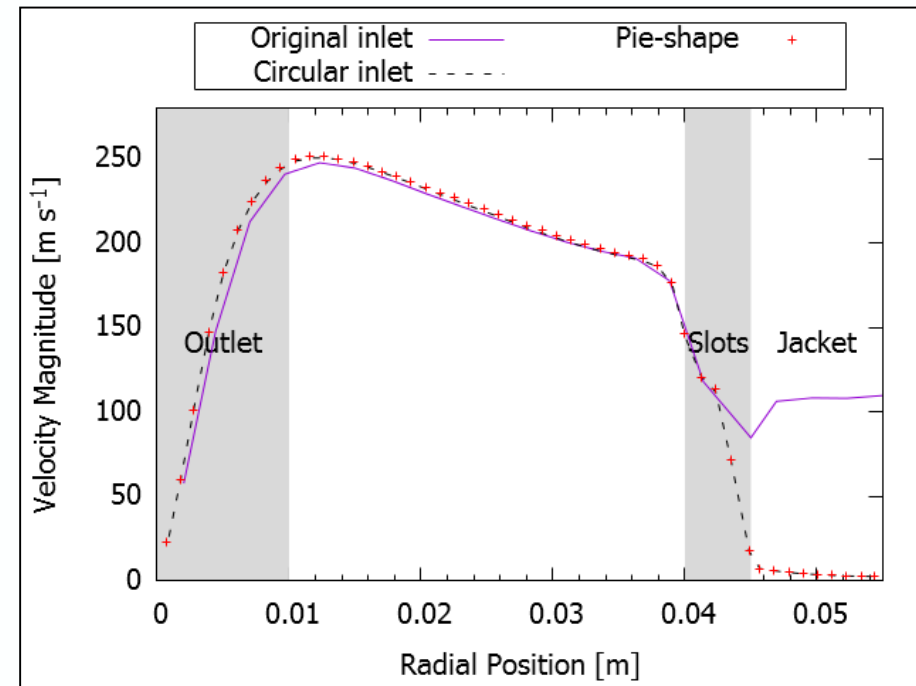 Original inlet
Pie-shape
Circular inlet
250
200
150
100
50
0
Outlet
Slots
Jacket
Velocity Magnitude [m s⁻¹]
0
0.01
0.02
0.03
0.04
0.05
Radial Position [m]